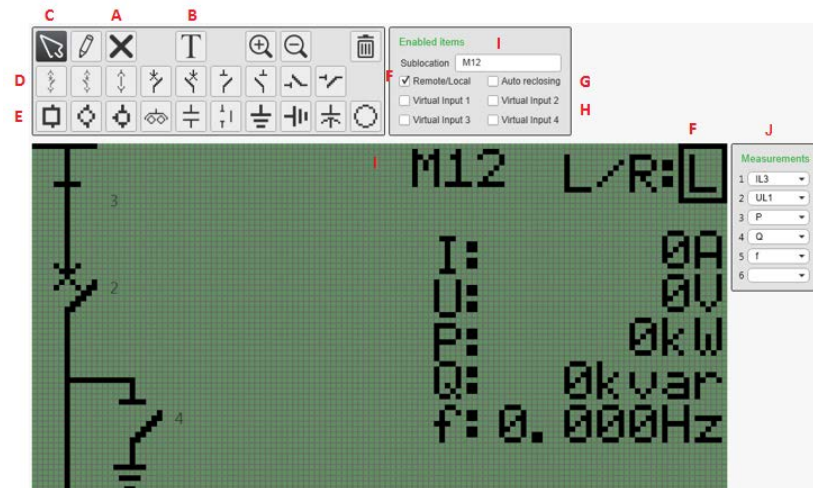 C A B
T
D
E
Enabled items I
Sublocation M12
F Remote/Local Auto reclosing G
Virtual Input 1 Virtual Input 2 H
Virtual Input 3 Virtual Input 4
F J
I M12 L/R:L
3
2
4
I: 0A
U: 0V
P: 0kW
Q: 0kvar
f: 0.000Hz
Measurements
1 IL3
2 UL1
3 P
4 Q
5 f
6